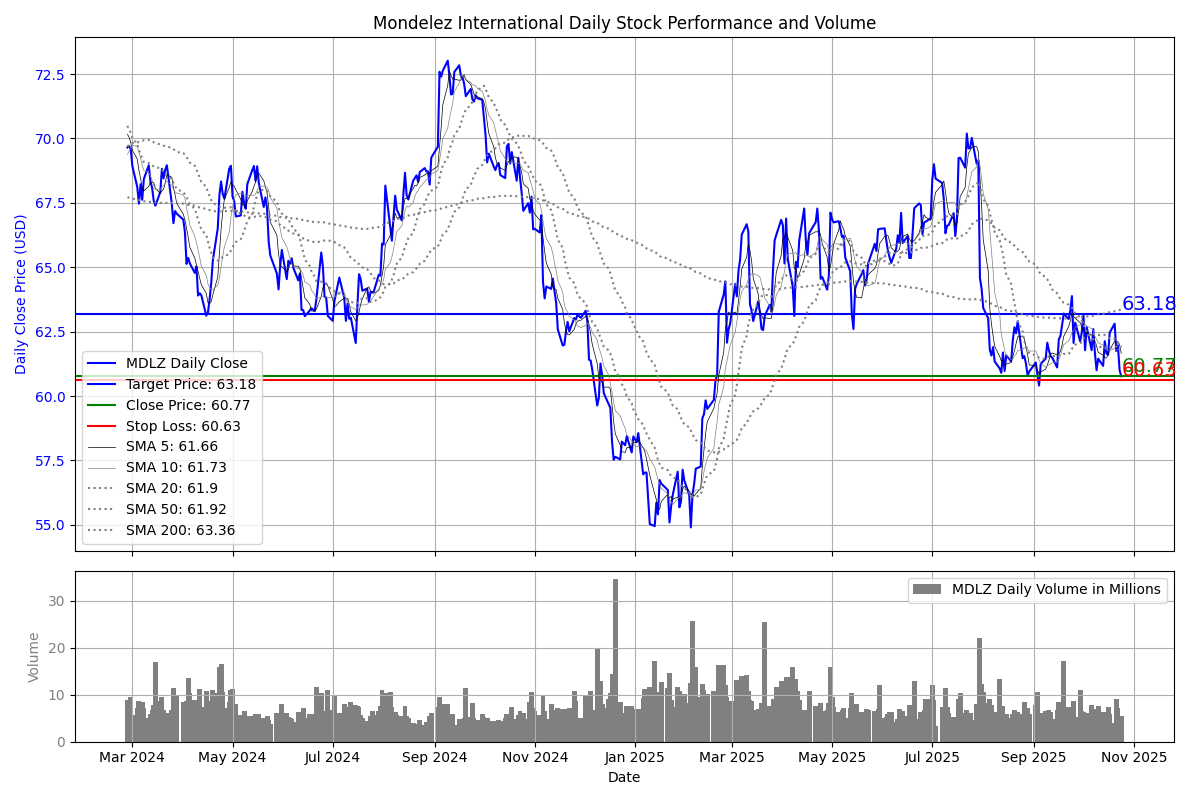 Mondelez International Daily Stock Performance and Volume
Daily Close Price (USD)
72.5
70.0
67.5
65.0
62.5
60.0
57.5
55.0
63.18
60.77
60.63
MDLZ Daily Close
Target Price: 63.18
Close Price: 60.77
Stop Loss: 60.63
SMA 5: 61.66
SMA 10: 61.73
SMA 20: 61.9
SMA 50: 61.92
SMA 200: 63.36
Volume
30
20
10
0
MDLZ Daily Volume in Millions
Mar 2024 May 2024 Jul 2024 Sep 2024 Nov 2024 Jan 2025 Mar 2025 May 2025 Jul 2025 Sep 2025 Nov 2025
Date